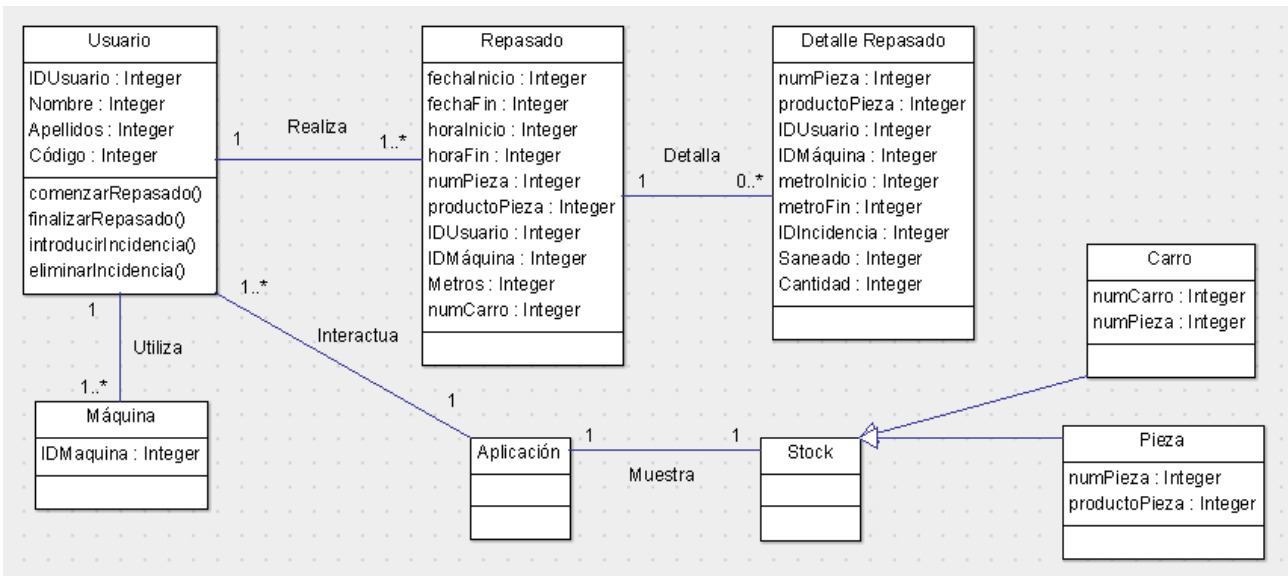 Usuario
IDUsuario : Integer
Nombre : Integer
Apellidos : Integer
Código : Integer
comenzarRepasado()
finalizarRepasado()
introducirIncidencia()
eliminarIncidencia()
1
Realiza
1..*
Repasado
fechaInicio : Integer
fechaFin : Integer
horaInicio : Integer
horaFin : Integer
numPieza : Integer
productoPieza : Integer
IDUsuario : Integer
IDMáquina : Integer
Metros : Integer
numCarro : Integer
1
Detalla
0..*
Detalle Repasado
numPieza : Integer
productoPieza : Integer
IDUsuario : Integer
IDMáquina : Integer
metroInicio : Integer
metroFin : Integer
IDIncidencia : Integer
Saneado : Integer
Cantidad : Integer
1
Utiliza
1..*
Máquina
IDMaquina : Integer
1..*
Interactua
1
Aplicación
1
Muestra
1
Stock
Carro
numCarro : Integer
numPieza : Integer
Pieza
numPieza : Integer
productoPieza : Integer